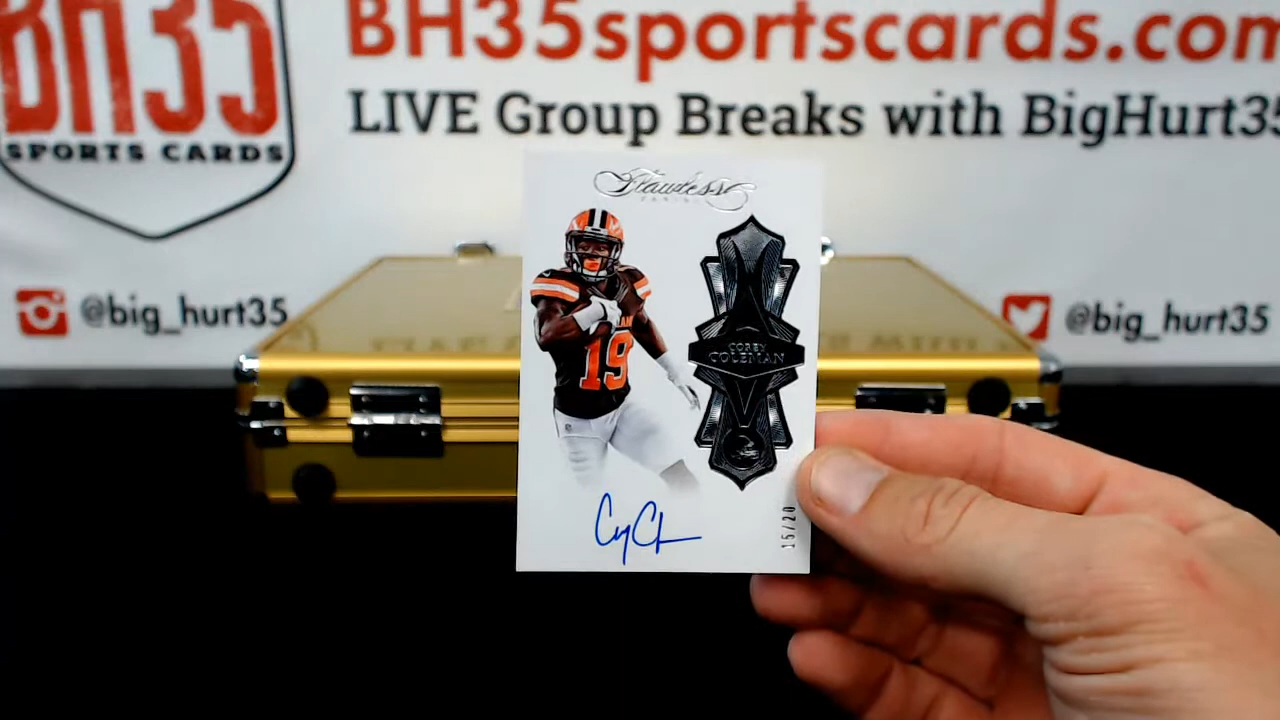 BH35
SPORTS CARDS
BH35sportscards.com
LIVE Group Breaks with BigHurt35
@big_hurt35
@big_hurt35
Flawless
PANINI
COREY
COLEMAN
19
15/20